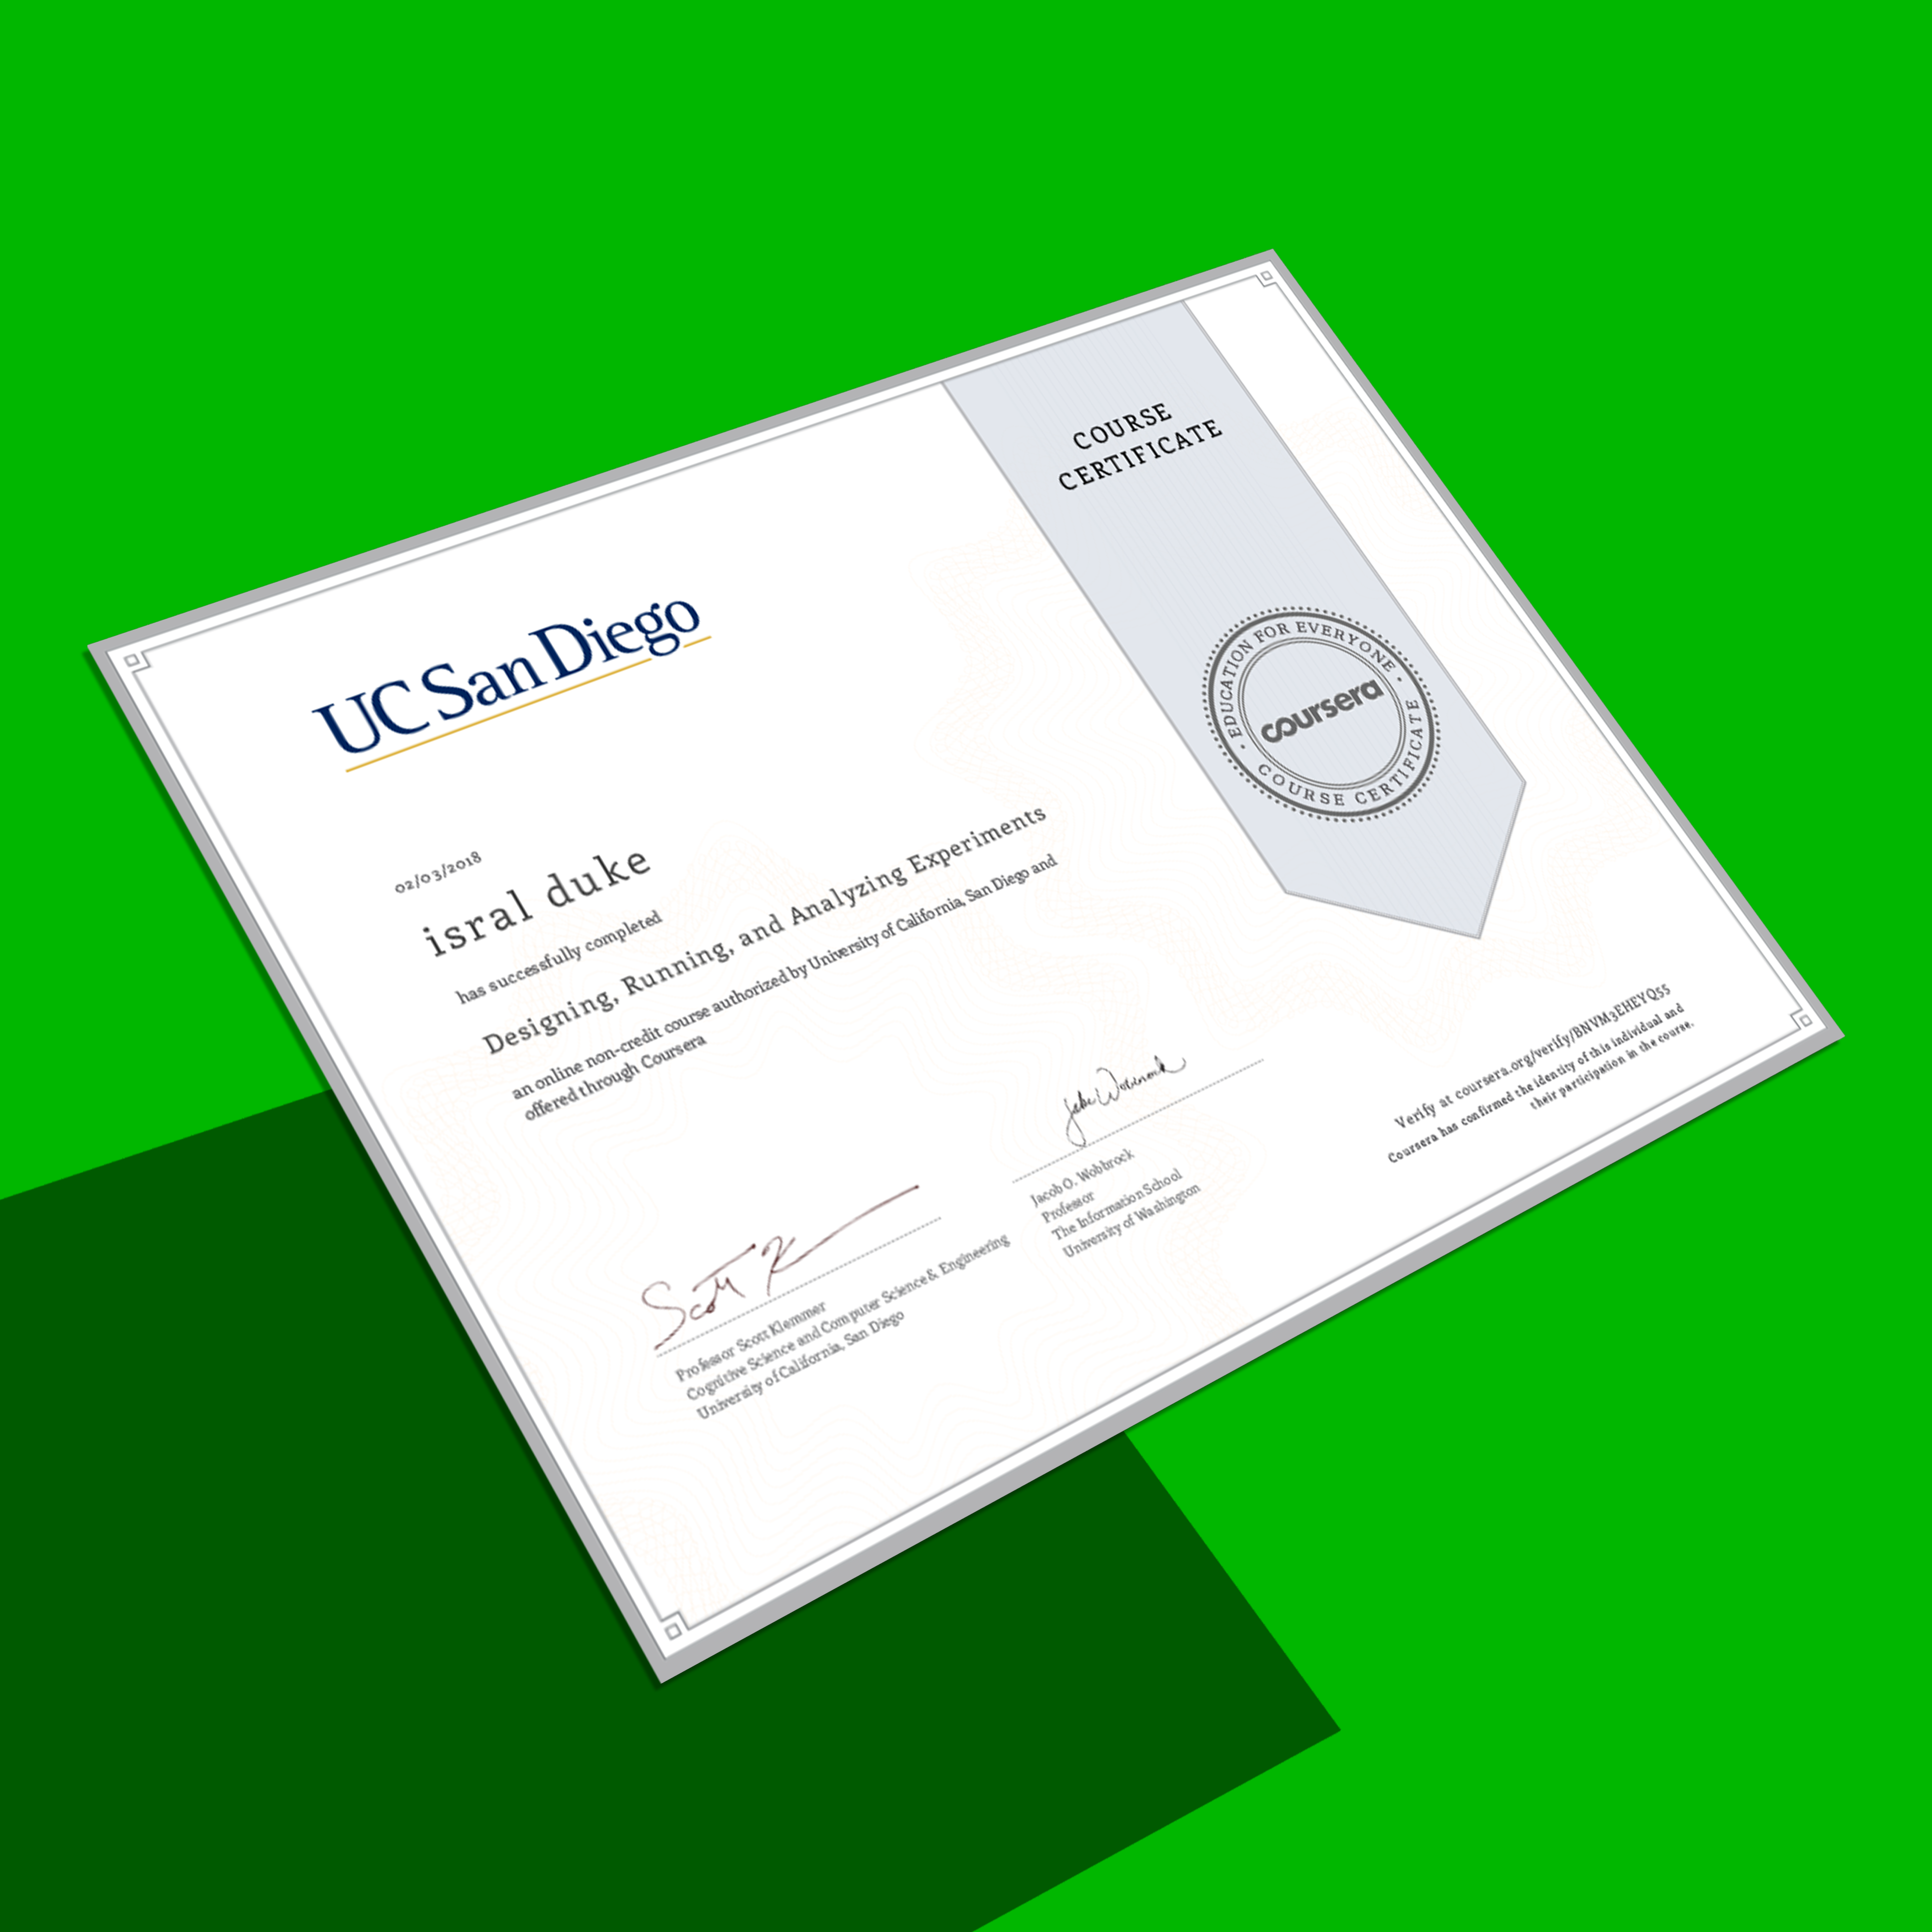 COURSE
CERTIFICATE
UC San Diego
EDUCATION FOR EVERYONE
coursera
COURSE CERTIFICATE
02/03/2018
isral duke
has successfully completed
Designing, Running, and Analyzing Experiments
an online non-credit course authorized by University of California, San Diego and
offered through Coursera
Scott K
Professor Scott Klemmer
Cognitive Science and Computer Science & Engineering
University of California, San Diego
Jake Wobbrock
Jacob O. Wobbrock
Professor
The Information School
University of Washington
Verify at coursera.org/verify/BNVM3EHEYQ55
Coursera has confirmed the identity of this individual and
their participation in the course.